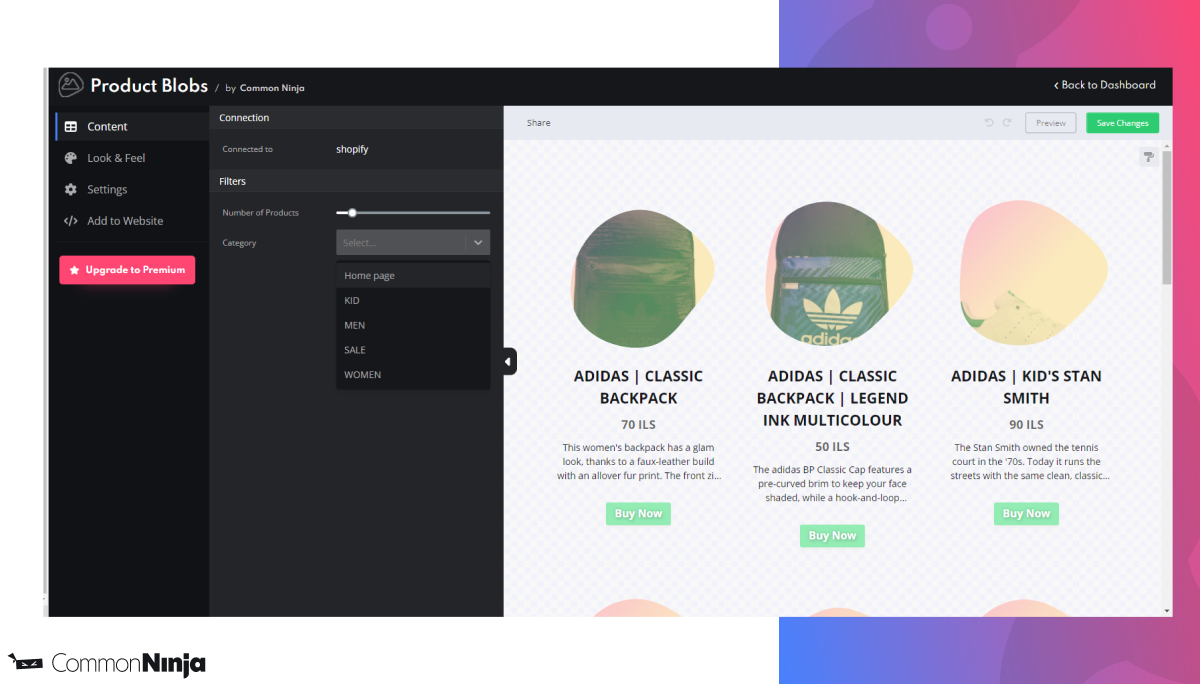 Product Blobs / by Common Ninja
‹ Back to Dashboard
Content
Look & Feel
Settings
Add to Website
Upgrade to Premium
Connection
Connected to shopify
Filters
Number of Products
Category Select...
Home page
KID
MEN
SALE
WOMEN
Share
Preview
Save Changes
adidas
ADIDAS | CLASSIC
BACKPACK
70 ILS
This women's backpack has a glam
look, thanks to a faux-leather build
with an allover fur print. The front zi...
Buy Now
ADIDAS | CLASSIC
BACKPACK | LEGEND
INK MULTICOLOUR
50 ILS
The adidas BP Classic Cap features a
pre-curved brim to keep your face
shaded, while a hook-and-loop...
Buy Now
ADIDAS | KID'S STAN
SMITH
90 ILS
The Stan Smith owned the tennis
court in the '70s. Today it runs the
streets with the same clean, classic...
Buy Now
CommonNinja